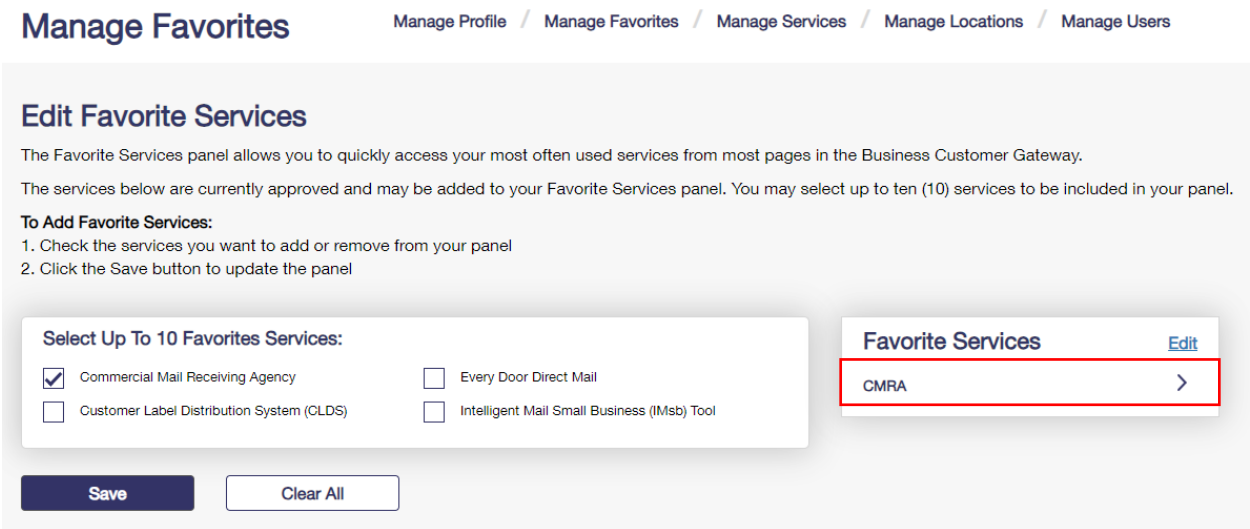 Manage Favorites
Manage Profile / Manage Favorites / Manage Services / Manage Locations / Manage Users
Edit Favorite Services
The Favorite Services panel allows you to quickly access your most often used services from most pages in the Business Customer Gateway.
The services below are currently approved and may be added to your Favorite Services panel. You may select up to ten (10) services to be included in your panel.
To Add Favorite Services:
1. Check the services you want to add or remove from your panel
2. Click the Save button to update the panel
Select Up To 10 Favorites Services:
Commercial Mail Receiving Agency
Every Door Direct Mail
Customer Label Distribution System (CLDS)
Intelligent Mail Small Business (IMsb) Tool
Favorite Services
Edit
CMRA
Save
Clear All